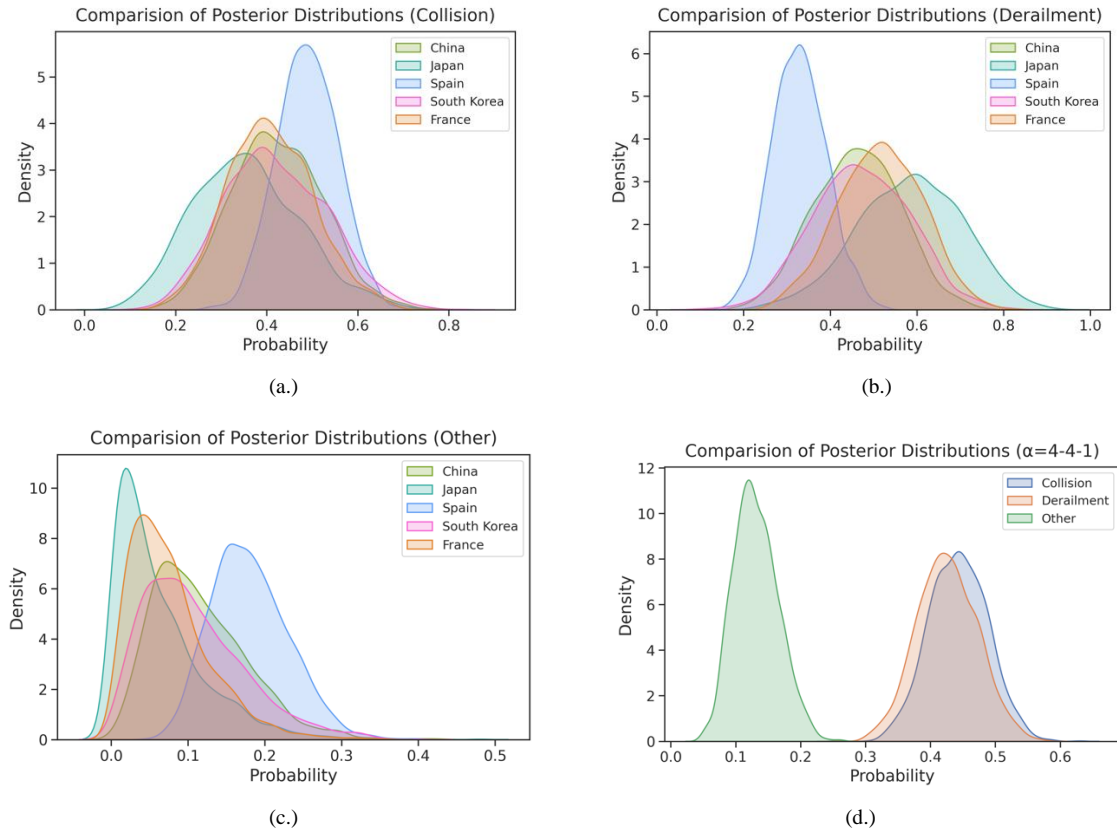 Comparision of Posterior Distributions (Collision)
5
4
3
2
1
0
Density
0.0 0.2 0.4 0.6 0.8
Probability
China
Japan
Spain
South Korea
France
(a.)
Comparision of Posterior Distributions (Derailment)
6
5
4
3
2
1
0
Density
0.0 0.2 0.4 0.6 0.8 1.0
Probability
China
Japan
Spain
South Korea
France
(b.)
Comparision of Posterior Distributions (Other)
10
8
6
4
2
0
Density
0.0 0.1 0.2 0.3 0.4 0.5
Probability
China
Japan
Spain
South Korea
France
(c.)
Comparision of Posterior Distributions (α=4-4-1)
12
10
8
6
4
2
0
Density
0.0 0.1 0.2 0.3 0.4 0.5 0.6
Probability
Collision
Derailment
Other
(d.)